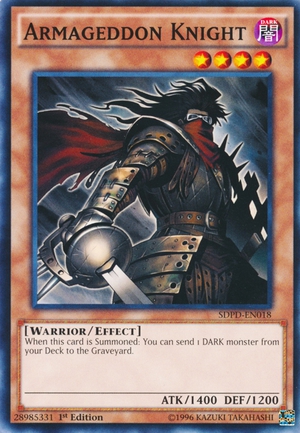 ARMAGEDDON KNIGHT
DARK
闇
SDPD-EN018
[WARRIOR/EFFECT]
When this card is Summoned: You can send 1 DARK monster from
your Deck to the Graveyard.
ATK/1400 DEF/1200
28985331 1st Edition ©1996 KAZUKI TAKAHASHI